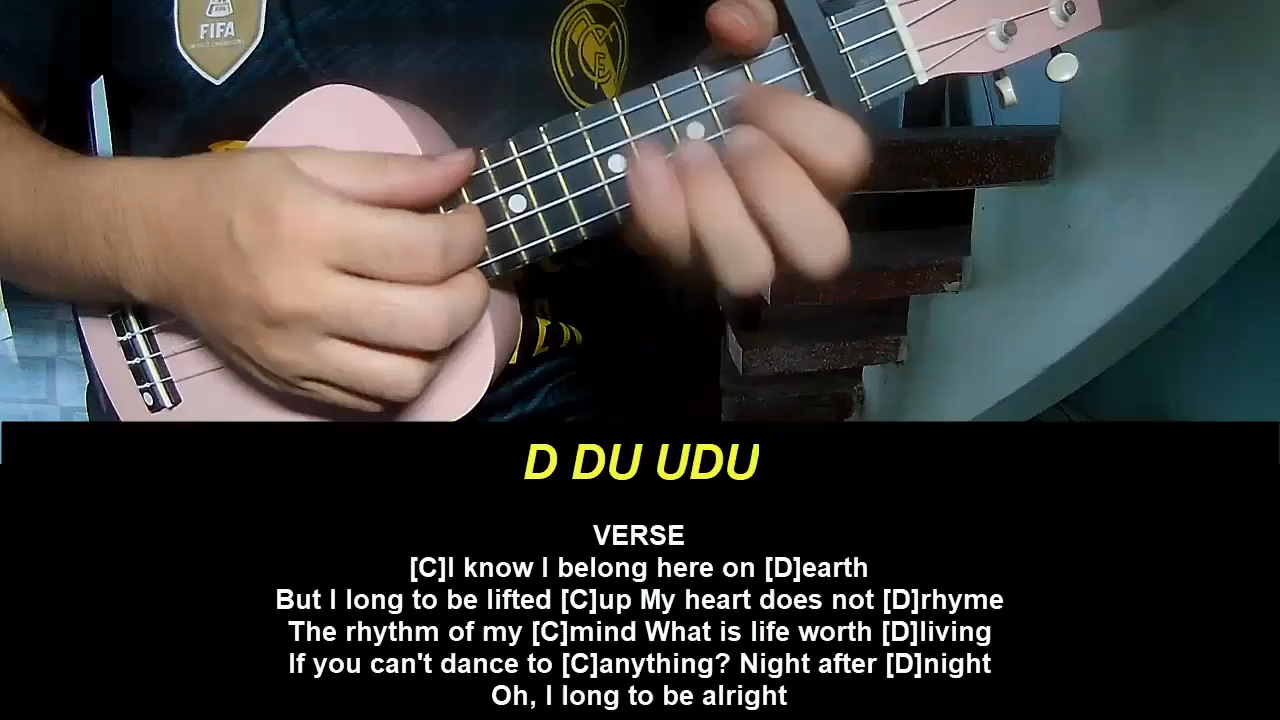 FIFA
WORLD CHAMPIONS
D DU UDU
VERSE
[C]I know I belong here on [D]earth
But I long to be lifted [C]up My heart does not [D]rhyme
The rhythm of my [C]mind What is life worth [D]living
If you can't dance to [C]anything? Night after [D]night
Oh, I long to be alright